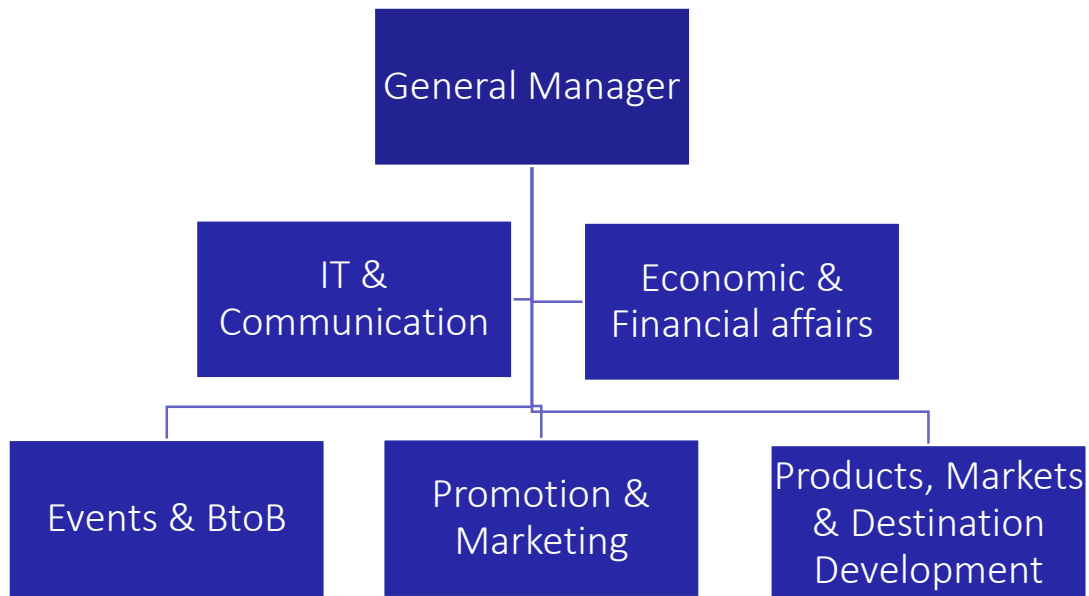 General Manager
IT &
Communication
Economic &
Financial affairs
Events & BtoB
Promotion &
Marketing
Products, Markets
& Destination
Development